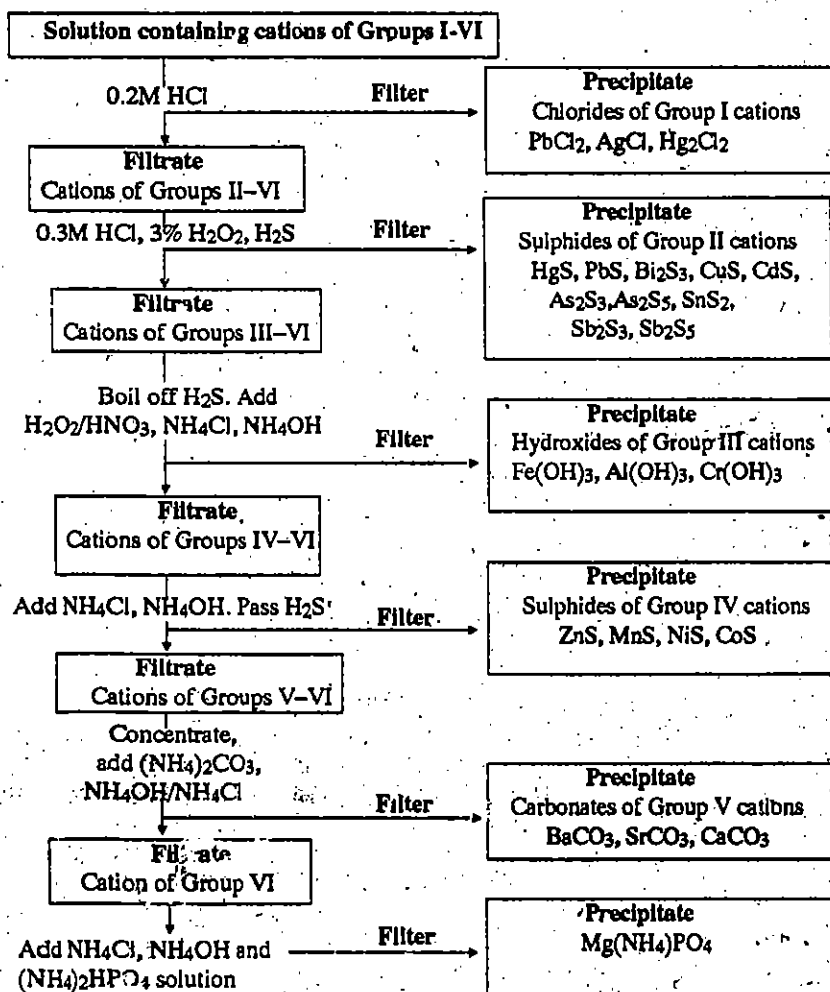 Solution containing cations of Groups I-VI
0.2M HCl
Filter
Precipitate
Chlorides of Group I cations
PbCl2, AgCl, Hg2Cl2
Filtrate
Cations of Groups II–VI
0.3M HCl, 3% H2O2, H2S
Filter
Precipitate
Sulphides of Group II cations
HgS, PbS, Bi2S3, CuS, CdS,
As2S3, As2S5, SnS2,
Sb2S3, Sb2S5
Filtrate
Cations of Groups III–VI
Boil off H2S. Add
H2O2/HNO3, NH4Cl, NH4OH
Filter
Precipitate
Hydroxides of Group III cations
Fe(OH)3, Al(OH)3, Cr(OH)3
Filtrate
Cations of Groups IV–VI
Add NH4Cl, NH4OH. Pass H2S
Filter
Precipitate
Sulphides of Group IV cations
ZnS, MnS, NiS, CoS
Filtrate
Cations of Groups V–VI
Concentrate,
add (NH4)2CO3,
NH4OH/NH4Cl
Filter
Precipitate
Carbonates of Group V cations
BaCO3, SrCO3, CaCO3
Filtrate
Cation of Group VI
Add NH4Cl, NH4OH and
(NH4)2HPO4 solution
Filter
Precipitate
Mg(NH4)PO4